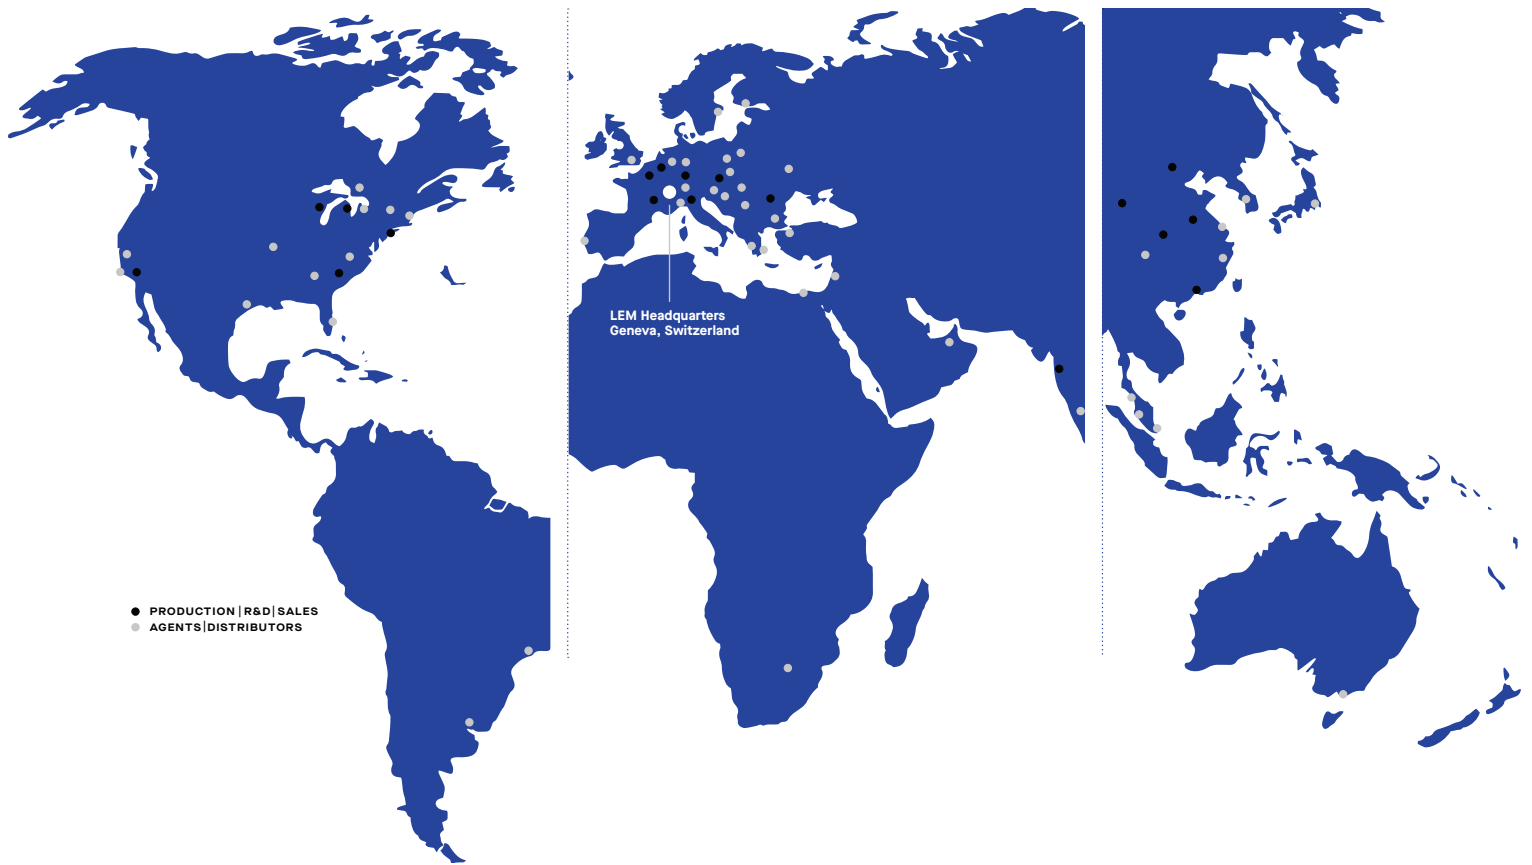 LEM Headquarters
Geneva, Switzerland
PRODUCTION | R&D | SALES
AGENTS | DISTRIBUTORS